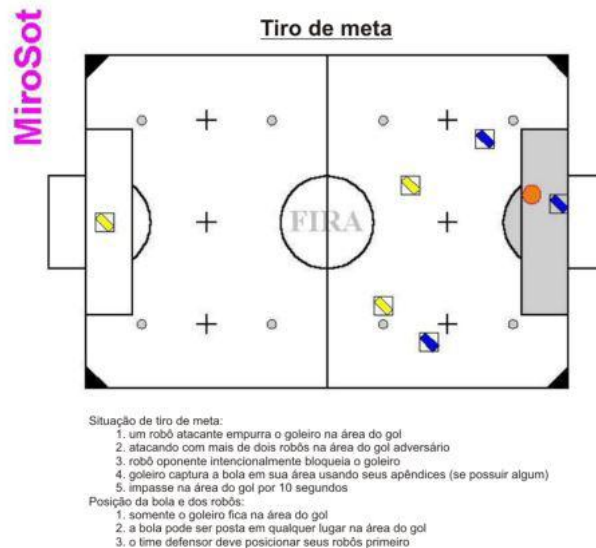 MiroSot
Tiro de meta
FIRA
Situação de tiro de meta:
1. um robô atacante empurra o goleiro na área do gol
2. atacando com mais de dois robôs na área do gol adversário
3. robô oponente intencionalmente bloqueia o goleiro
4. goleiro captura a bola em sua área usando seus apêndices (se possuir algum)
5. impasse na área do gol por 10 segundos
Posição da bola e dos robôs:
1. somente o goleiro fica na área do gol
2. a bola pode ser posta em qualquer lugar na área do gol
3. o time defensor deve posicionar seus robôs primeiro